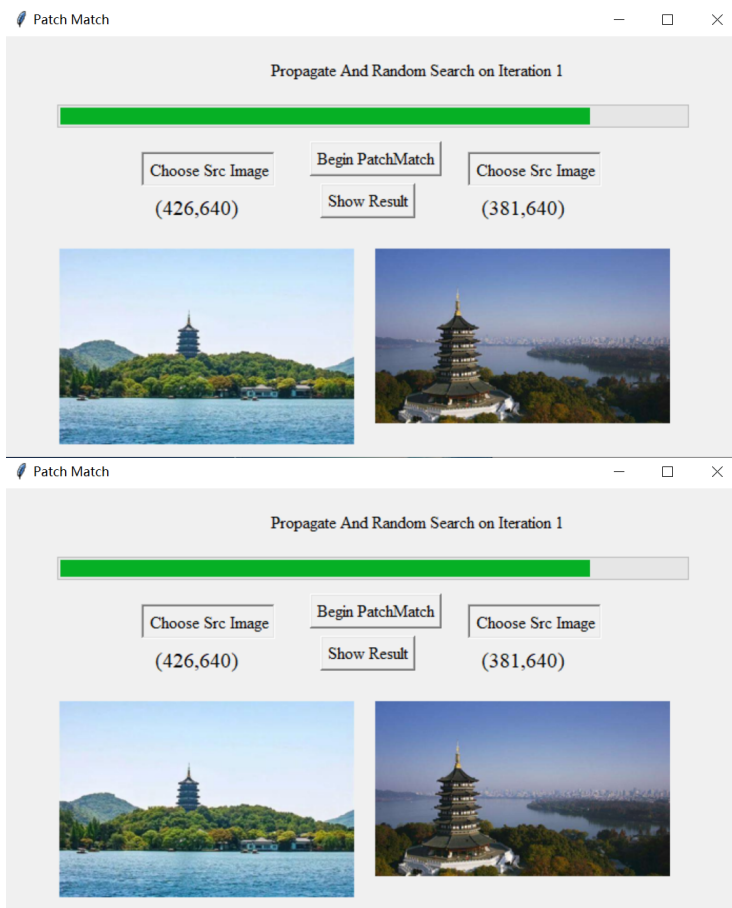 Patch Match
Propagate And Random Search on Iteration 1
Begin PatchMatch
Choose Src Image
Choose Src Image
Show Result
(426,640)
(381,640)
Patch Match
Propagate And Random Search on Iteration 1
Begin PatchMatch
Choose Src Image
Choose Src Image
Show Result
(426,640)
(381,640)